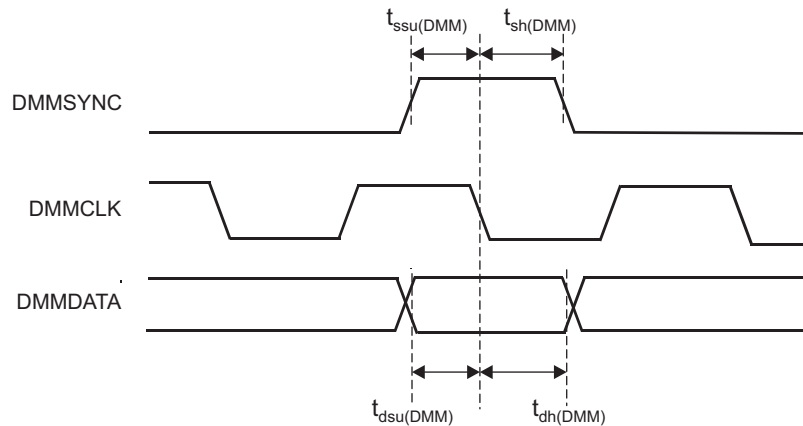 tssu(DMM) tsh(DMM)
DMMSYNC
DMMCLK
DMMDATA
tdsu(DMM) tdh(DMM)